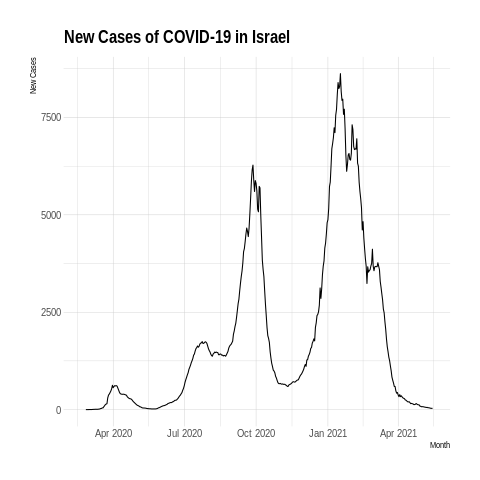 New Cases of COVID-19 in Israel
New Cases
7500
5000
2500
0
Apr 2020 Jul 2020 Oct 2020 Jan 2021 Apr 2021
Month